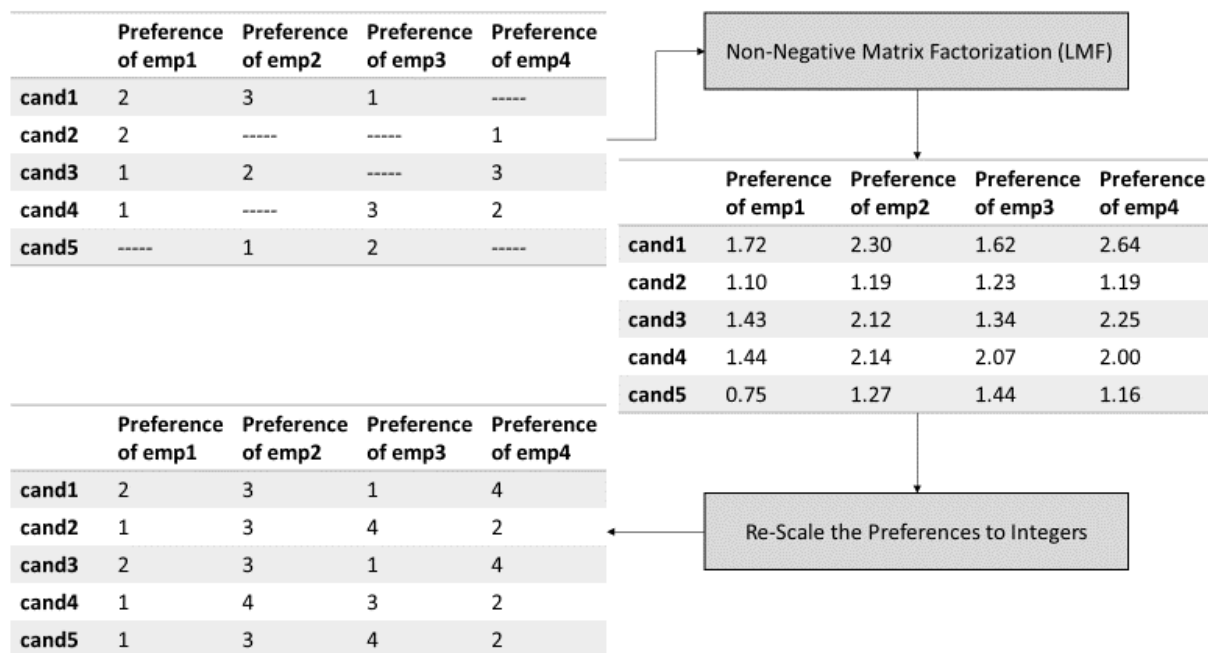 Preference Preference Preference Preference
of emp1 of emp2 of emp3 of emp4
cand1 2 3 1 -----
cand2 2 ----- ----- 1
cand3 1 2 ----- 3
cand4 1 ----- 3 2
cand5 ----- 1 2 -----
Non-Negative Matrix Factorization (LMF)
Preference Preference Preference Preference
of emp1 of emp2 of emp3 of emp4
cand1 1.72 2.30 1.62 2.64
cand2 1.10 1.19 1.23 1.19
cand3 1.43 2.12 1.34 2.25
cand4 1.44 2.14 2.07 2.00
cand5 0.75 1.27 1.44 1.16
Re-Scale the Preferences to Integers
Preference Preference Preference Preference
of emp1 of emp2 of emp3 of emp4
cand1 2 3 1 4
cand2 1 3 4 2
cand3 2 3 1 4
cand4 1 4 3 2
cand5 1 3 4 2